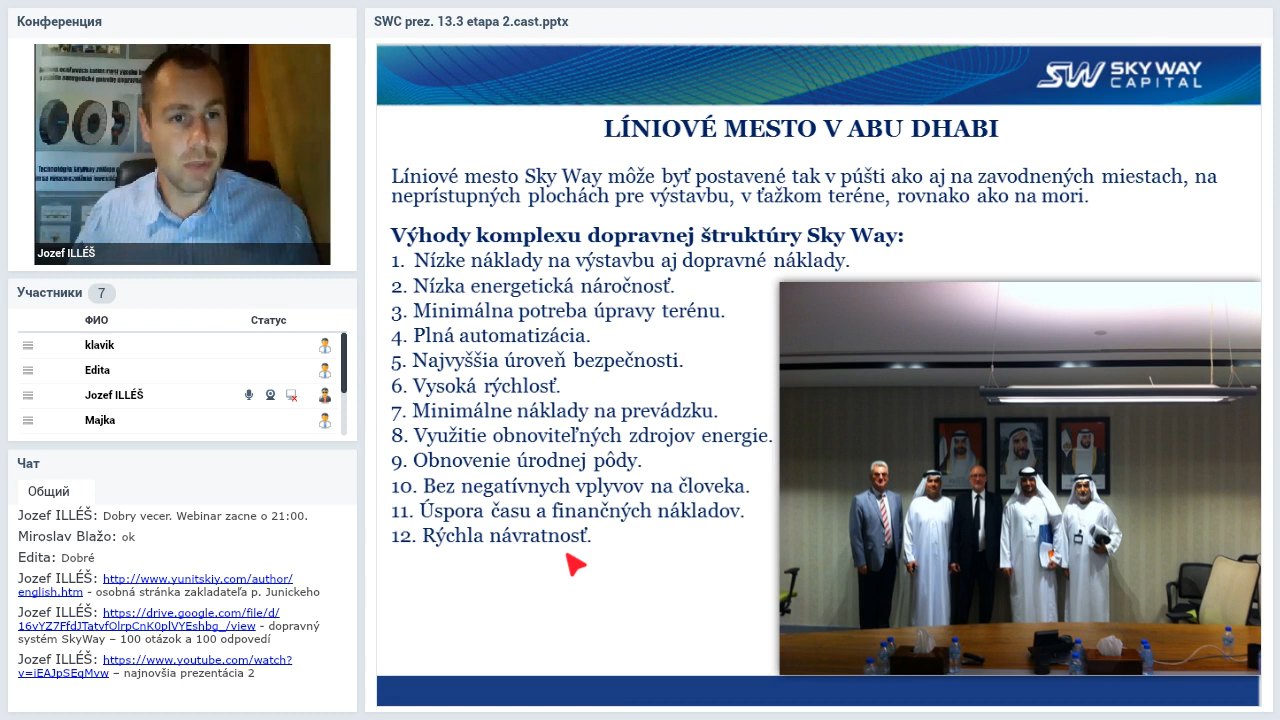 Конференция
Jozef ILLÉŠ
Участники 7
ФИО Статус
klavik
Edita
Jozef ILLÉŠ
Majka
Чат
Общий
Jozef ILLÉŠ: Dobry vecer. Webinar zacne o 21:00.
Miroslav Blažo: ok
Edita: Dobré
Jozef ILLÉŠ: http://www.yunitskiy.com/author/
english.htm - osobná stránka zakladateľa p. Junickeho
Jozef ILLÉŠ: https://drive.google.com/file/d/
16vYZ7FfdJTatvfOlrpCnK0plVYEshbg_/view - dopravný
systém SkyWay – 100 otázok a 100 odpovedí
Jozef ILLÉŠ: https://www.youtube.com/watch?
v=iEAJpSEqMvw – najnovšia prezentácia 2
SWC prez. 13.3 etapa 2.cast.pptx
SW SKY WAY
CAPITAL
LÍNIOVÉ MESTO V ABU DHABI
Líniové mesto Sky Way môže byť postavené tak v púšti ako aj na zavodnených miestach, na
neprístupných plochách pre výstavbu, v ťažkom teréne, rovnako ako na mori.
Výhody komplexu dopravnej štruktúry Sky Way:
1. Nízke náklady na výstavbu aj dopravné náklady.
2. Nízka energetická náročnosť.
3. Minimálna potreba úpravy terénu.
4. Plná automatizácia.
5. Najvyššia úroveň bezpečnosti.
6. Vysoká rýchlosť.
7. Minimálne náklady na prevádzku.
8. Využitie obnoviteľných zdrojov energie.
9. Obnovenie úrodnej pôdy.
10. Bez negatívnych vplyvov na človeka.
11. Úspora času a finančných nákladov.
12. Rýchla návratnosť.